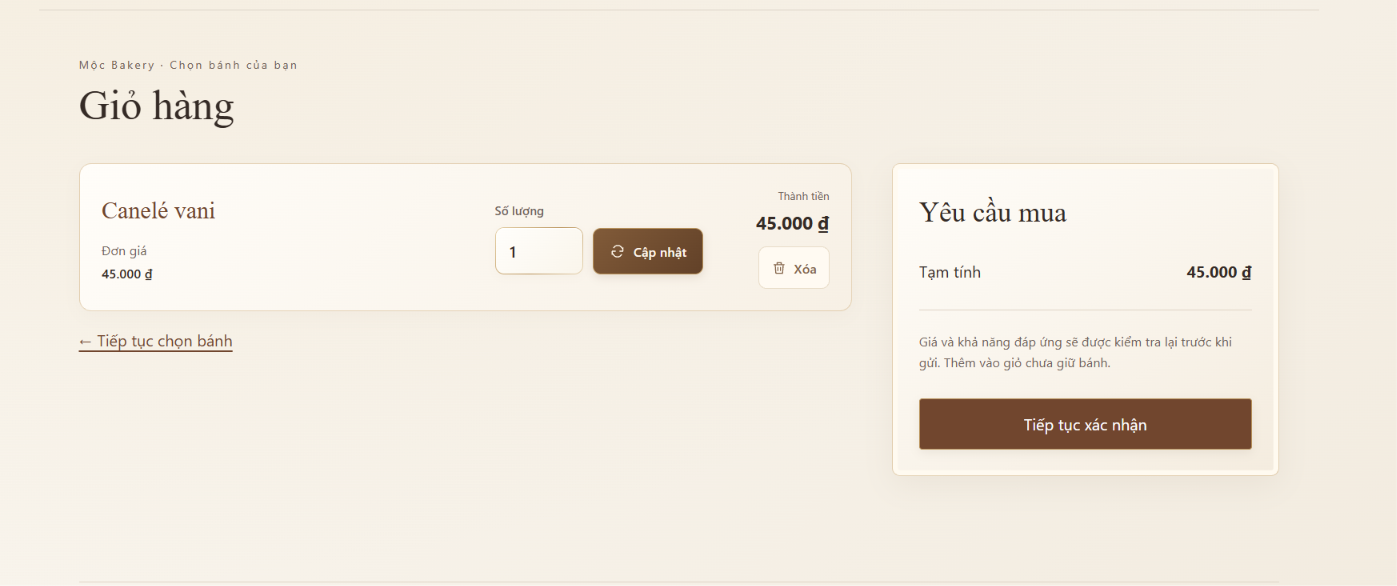 Mộc Bakery · Chọn bánh của bạn
Giỏ hàng
Canelé vani
Đơn giá
45.000 ₫
Số lượng
1
Cập nhật
Thành tiền
45.000 ₫
Xóa
← Tiếp tục chọn bánh
Yêu cầu mua
Tạm tính
45.000 ₫
Giá và khả năng đáp ứng sẽ được kiểm tra lại trước khi
gửi. Thêm vào giỏ chưa giữ bánh.
Tiếp tục xác nhận